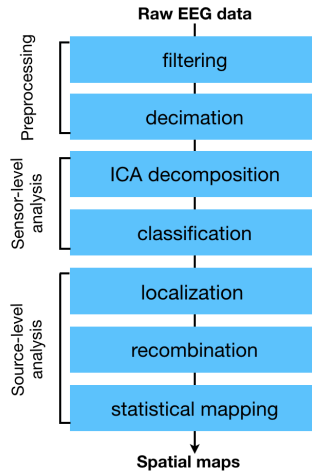 Raw EEG data
Preprocessing
filtering
decimation
Sensor-level
analysis
ICA decomposition
classification
Source-level
analysis
localization
recombination
statistical mapping
Spatial maps